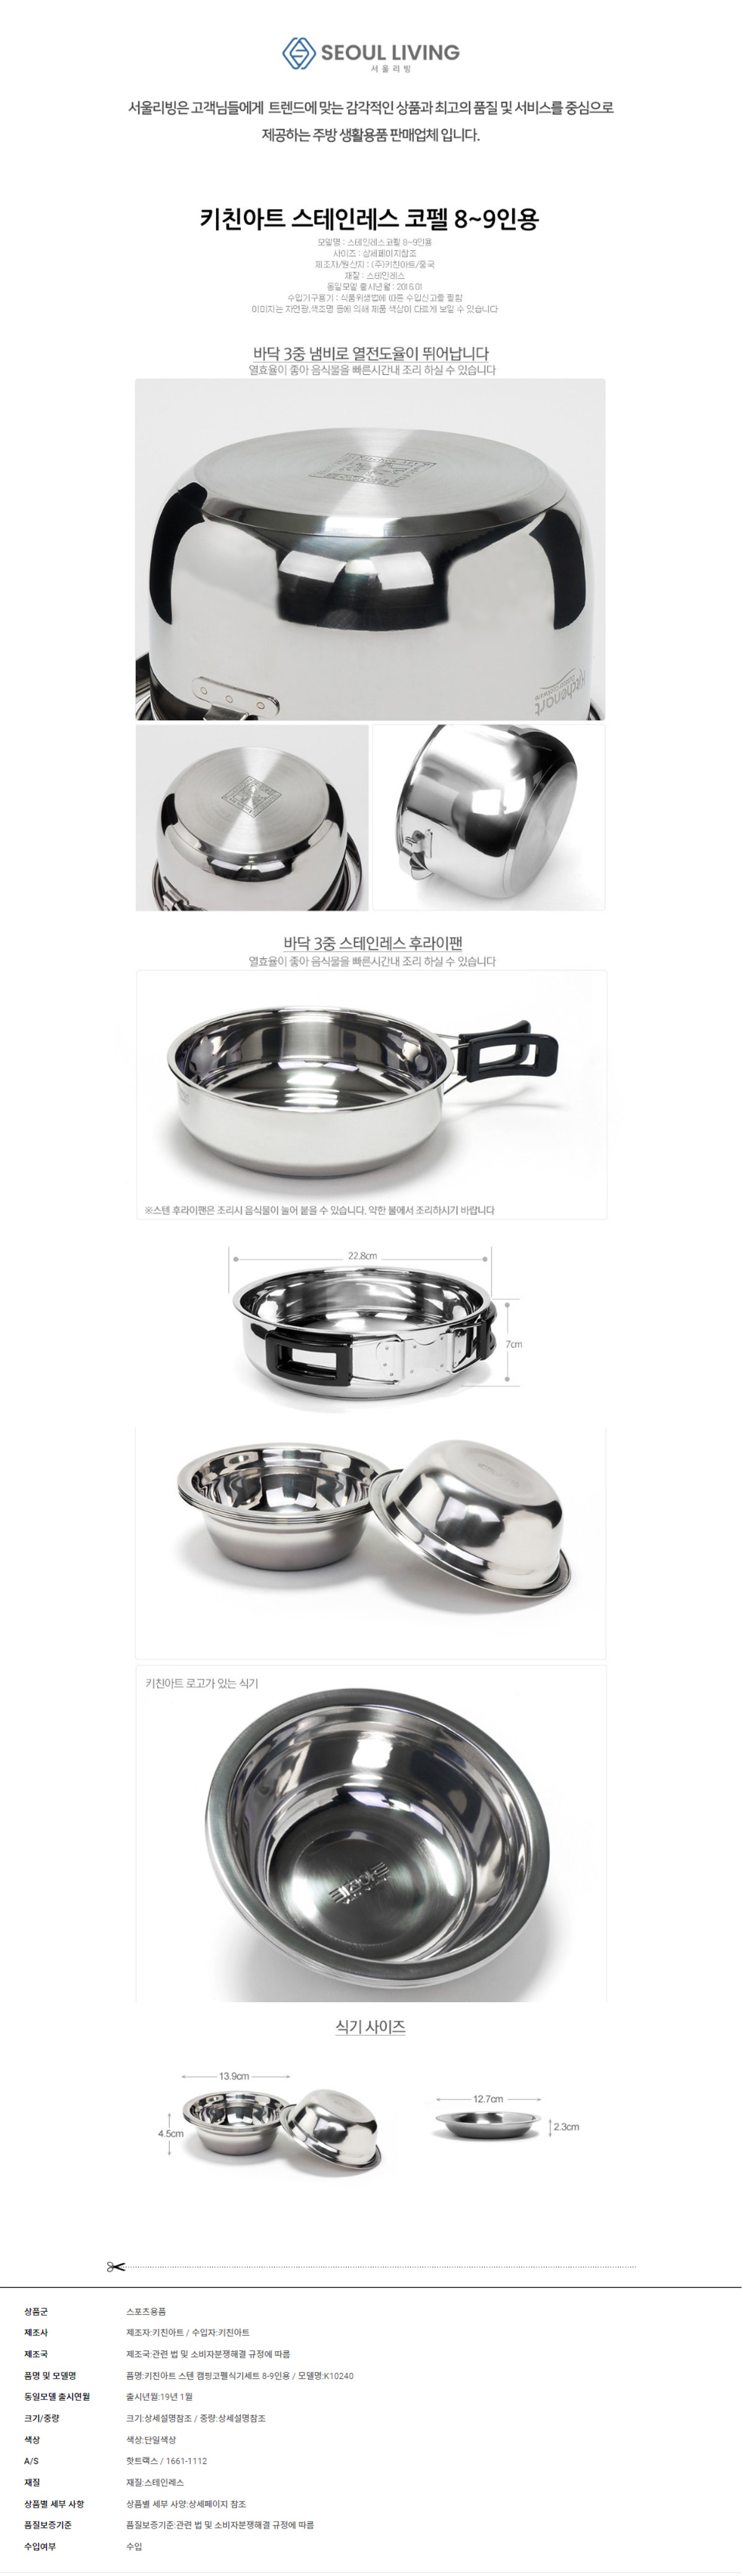 SEOUL LIVING
서울리빙
서울리빙은 고객님들에게 트렌드에 맞는 감각적인 상품과 최고의 품질 및 서비스를 중심으로
제공하는 주방 생활용품 판매업체 입니다.
키친아트 스테인레스 코펠 8~9인용
모델명 : 스테인레스코펠 8-9인용
사이즈 : 상세페이지참조
제조자/원산지 : (주)키친아트/중국
재질 : 스테인레스
동일모델 출시년월 : 2016.01
수입기구용기 : 식품위생법에 따른 수입신고를 필함
이미지는 자연광,색조명 등에 의해 제품 색상이 다르게 보일 수 있습니다
바닥 3중 냄비로 열전도율이 뛰어납니다
열효율이 좋아 음식물을 빠른시간내 조리 하실 수 있습니다
Kitchenart
바닥 3중 스테인레스 후라이팬
열효율이 좋아 음식물을 빠른시간내 조리 하실 수 있습니다
※스텐 후라이팬은 조리시 음식물이 눌어 붙을 수 있습니다. 약한 불에서 조리하시기 바랍니다
22.8cm
7cm
키친아트 로고가 있는 식기
식기 사이즈
13.9cm
4.5cm
12.7cm
2.3cm
상품군 스포츠용품
제조사 제조자:키친아트 / 수입자:키친아트
제조국 제조국:관련 법 및 소비자분쟁해결 규정에 따름
품명 및 모델명 품명:키친아트 스텐 캠핑코펠식기세트 8-9인용 / 모델명:K10240
동일모델 출시연월 출시년월:19년 1월
크기/중량 크기:상세설명참조 / 중량:상세설명참조
색상 색상:단일색상
A/S 핫트랙스 / 1661-1112
재질 재질:스테인레스
상품별 세부 사항 상품별 세부 사양:상세페이지 참조
품질보증기준 품질보증기준:관련 법 및 소비자분쟁해결 규정에 따름
수입여부 수입